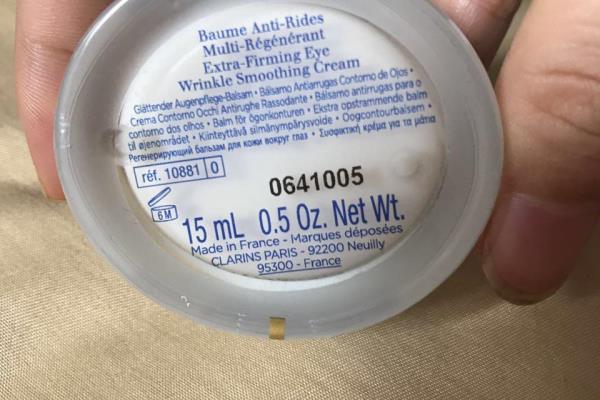 Baume Anti-Rides
Multi-Régénérant
Extra-Firming Eye
Wrinkle Smoothing Cream
Glättender Augenpflege-Balsam • Bálsamo Antiarrugas Contorno de Ojos •
Crema Contorno Occhi Antirughe Rassodante • Bálsamo antirrugas para o
contorno dos olhos • Balm for ögonkonturen • Ekstra opstrammende balm
til øjenområdet • Kiinteyttävä silmänympärysvoide • Oogcontourbalsem •
Регенерирующий бальзам для кожи вокруг глаз • Συσφικτική κρέμα για τα μάτια
réf. 10881 0
0641005
6 M
15 mL 0.5 Oz. Net Wt.
Made in France - Marques déposées
CLARINS PARIS - 92200 Neuilly
95300 - France